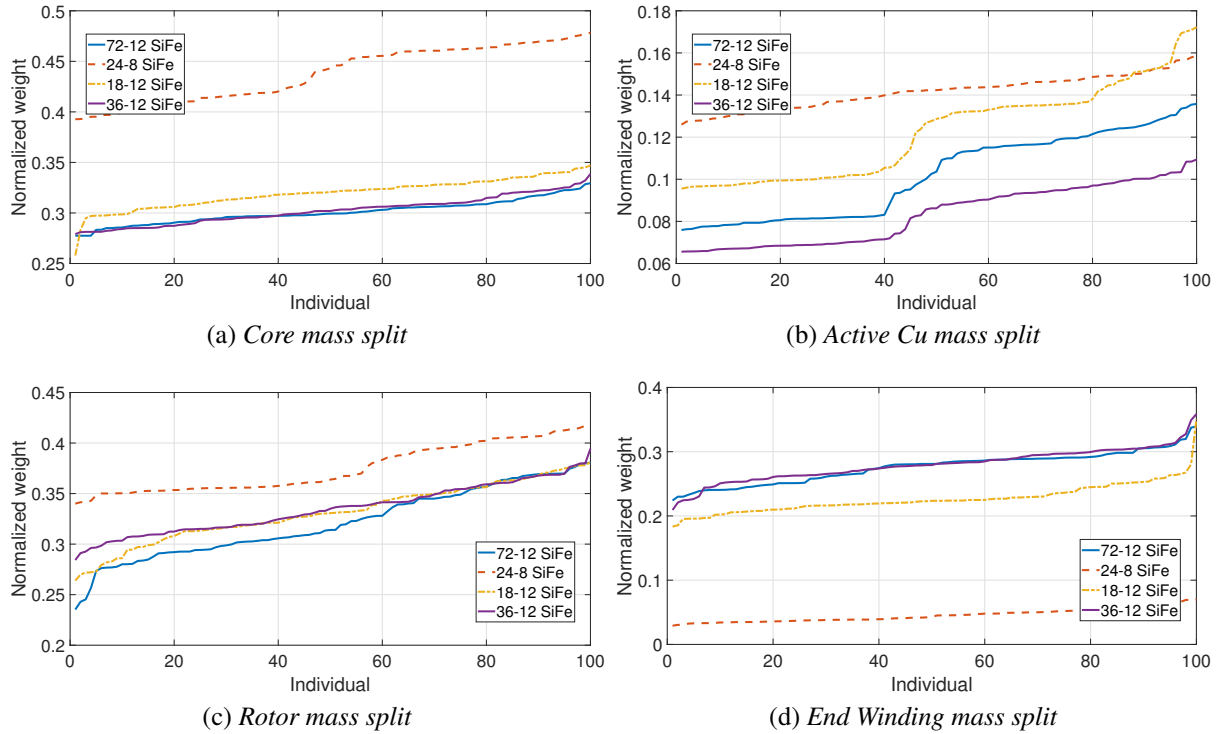 0.5
0.45
0.4
0.35
0.3
0.25
Normalized weight
72-12 SiFe
24-8 SiFe
18-12 SiFe
36-12 SiFe
0 20 40 60 80 100
Individual
(a) Core mass split
0.18
0.16
0.14
0.12
0.1
0.08
0.06
Normalized weight
72-12 SiFe
24-8 SiFe
18-12 SiFe
36-12 SiFe
0 20 40 60 80 100
Individual
(b) Active Cu mass split
0.45
0.4
0.35
0.3
0.25
0.2
Normalized weight
72-12 SiFe
24-8 SiFe
18-12 SiFe
36-12 SiFe
0 20 40 60 80 100
Individual
(c) Rotor mass split
0.4
0.3
0.2
0.1
0
Normalized weight
72-12 SiFe
24-8 SiFe
18-12 SiFe
36-12 SiFe
0 20 40 60 80 100
Individual
(d) End Winding mass split